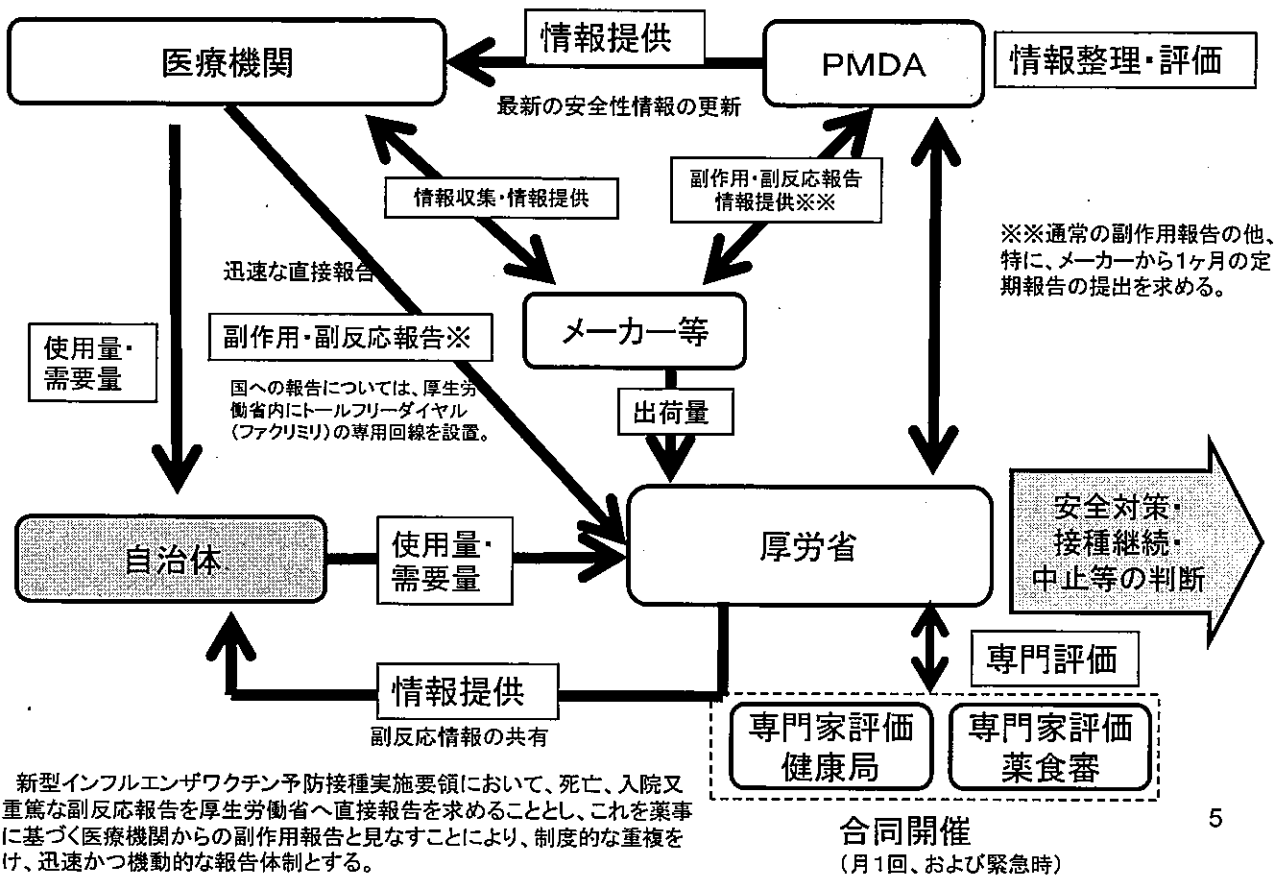 医療機関
情報提供
PMDA
情報整理・評価
最新の安全性情報の更新
情報収集・情報提供
副作用・副反応報告
情報提供※※
※※通常の副作用報告の他、
特に、メーカーから1ヶ月の定
期報告の提出を求める。
迅速な直接報告
メーカー等
使用量・
需要量
副作用・副反応報告※
国への報告については、厚生労
働省内にトールフリーダイヤル
(ファクリミリ)の専用回線を設置。
出荷量
自治体
使用量・
需要量
厚労省
安全対策・
接種継続・
中止等の判断
情報提供
副反応情報の共有
専門評価
専門家評価
健康局
専門家評価
薬食審
新型インフルエンザワクチン予防接種実施要領において、死亡、入院又
重篤な副反応報告を厚生労働省へ直接報告を求めることとし、これを薬事
に基づく医療機関からの副作用報告と見なすことにより、制度的な重複を
け、迅速かつ機動的な報告体制とする。
合同開催
(月1回、および緊急時)
5